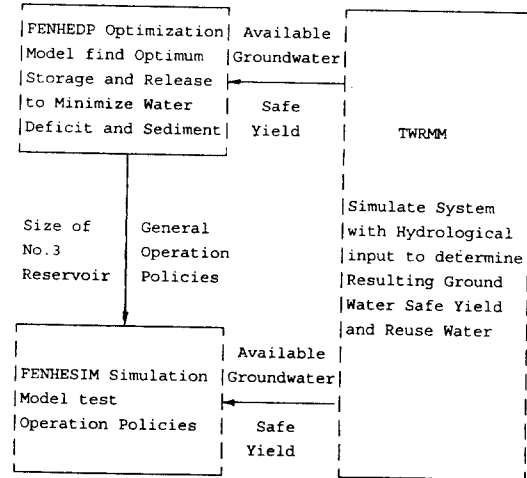 FENHEDP Optimization
Model find Optimum
Storage and Release
to Minimize Water
Deficit and Sediment
Available
Groundwater
Safe
Yield
TWRMM
Simulate System
with Hydrological
input to determine
Resulting Ground
Water Safe Yield
and Reuse Water
Size of
No.3
Reservoir
General
Operation
Policies
FENHESIM Simulation
Model test
Operation Policies
Available
Groundwater
Safe
Yield